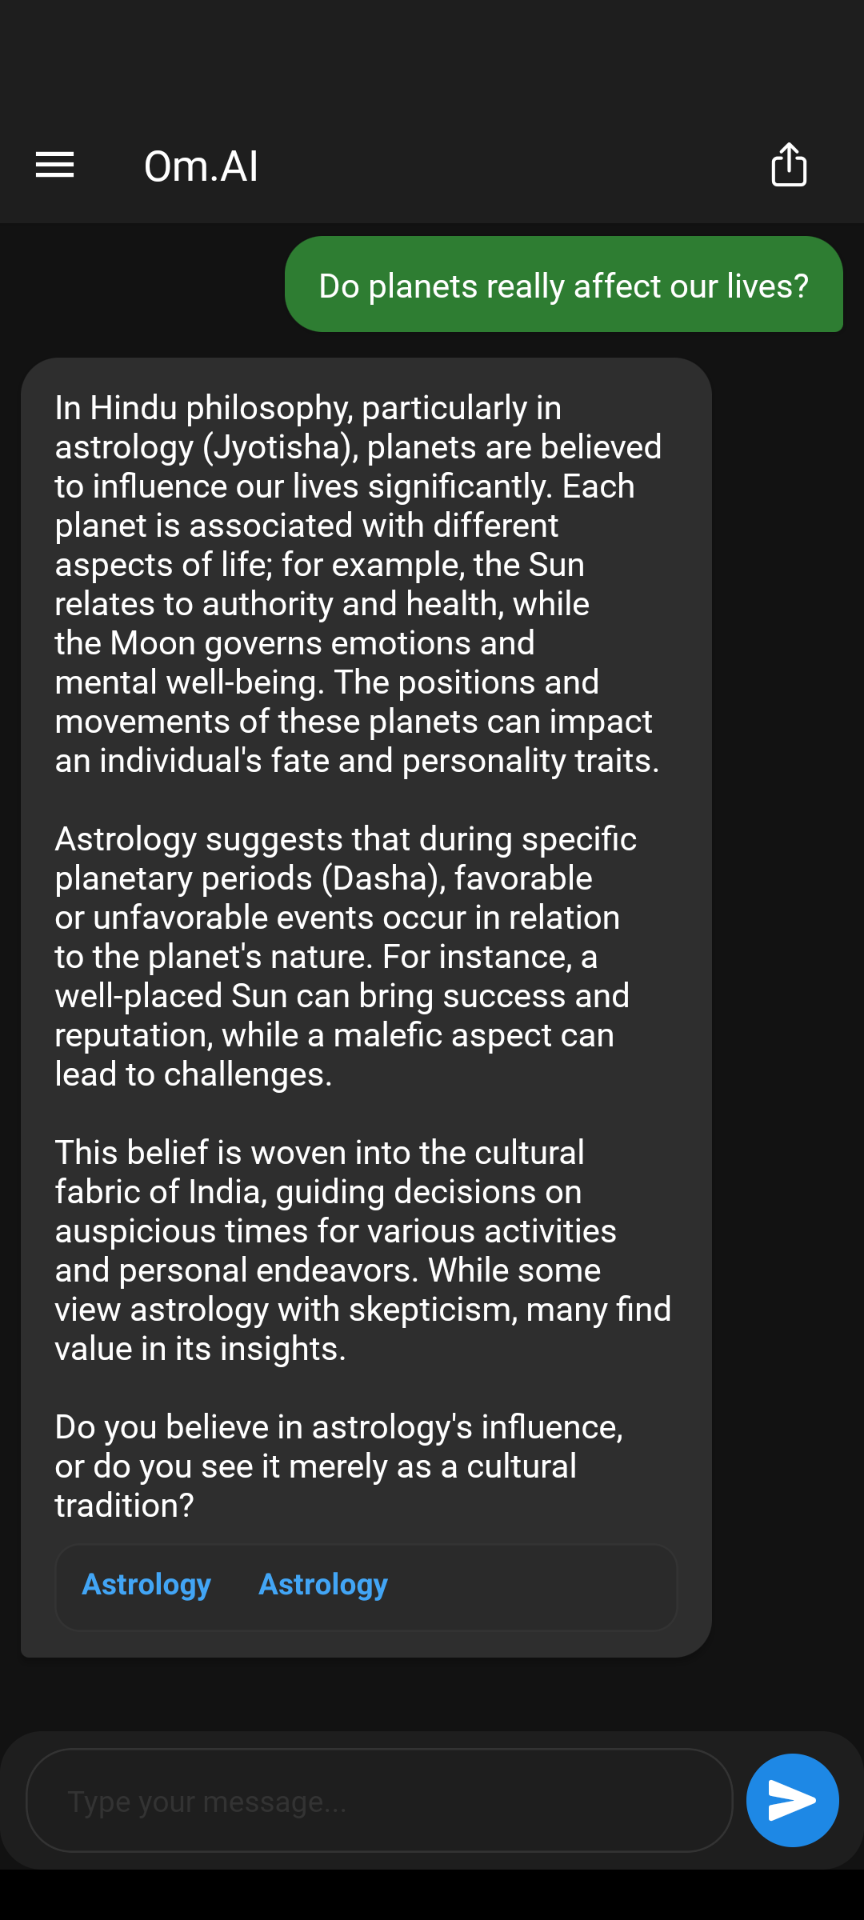 Om.AI
Do planets really affect our lives?
In Hindu philosophy, particularly in
astrology (Jyotisha), planets are believed
to influence our lives significantly. Each
planet is associated with different
aspects of life; for example, the Sun
relates to authority and health, while
the Moon governs emotions and
mental well-being. The positions and
movements of these planets can impact
an individual's fate and personality traits.
Astrology suggests that during specific
planetary periods (Dasha), favorable
or unfavorable events occur in relation
to the planet's nature. For instance, a
well-placed Sun can bring success and
reputation, while a malefic aspect can
lead to challenges.
This belief is woven into the cultural
fabric of India, guiding decisions on
auspicious times for various activities
and personal endeavors. While some
view astrology with skepticism, many find
value in its insights.
Do you believe in astrology's influence,
or do you see it merely as a cultural
tradition?
Astrology Astrology
Type your message...